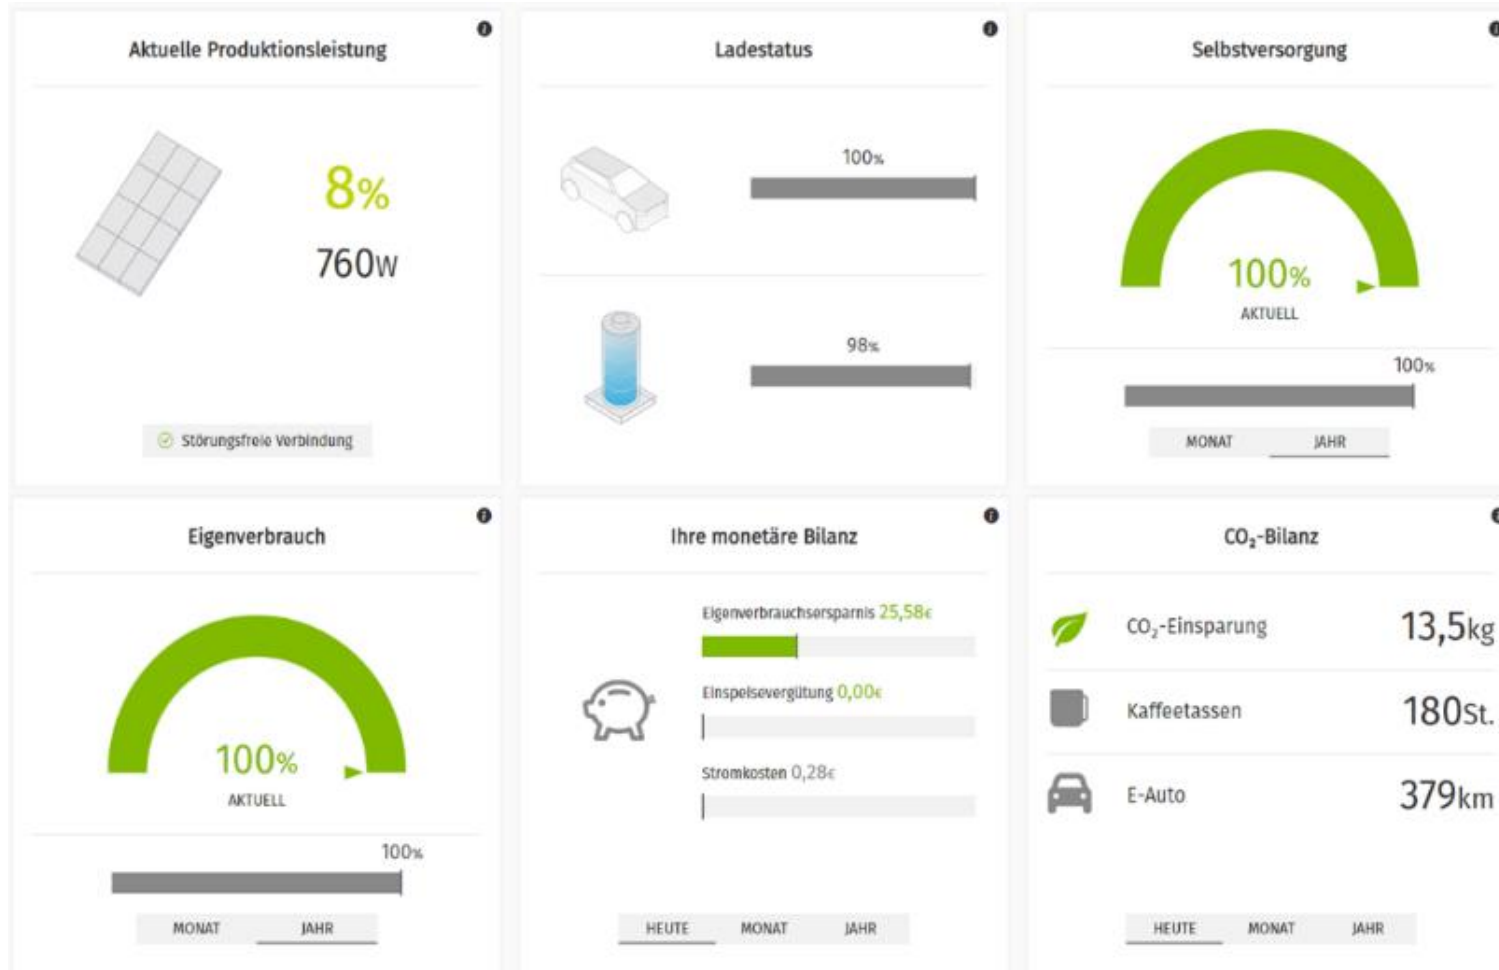 Aktuelle Produktionsleistung
8%
760W
Störungsfreie Verbindung
Ladestatus
100%
98%
Selbstversorgung
100%
AKTUELL
100%
MONAT JAHR
Eigenverbrauch
100%
AKTUELL
100%
MONAT JAHR
Ihre monetäre Bilanz
Eigenverbrauchsersparnis 25,58€
Einspeisevergütung 0,00€
Stromkosten 0,28€
HEUTE MONAT JAHR
CO₂-Bilanz
CO₂-Einsparung 13,5kg
Kaffeetassen 180St.
E-Auto 379km
HEUTE MONAT JAHR